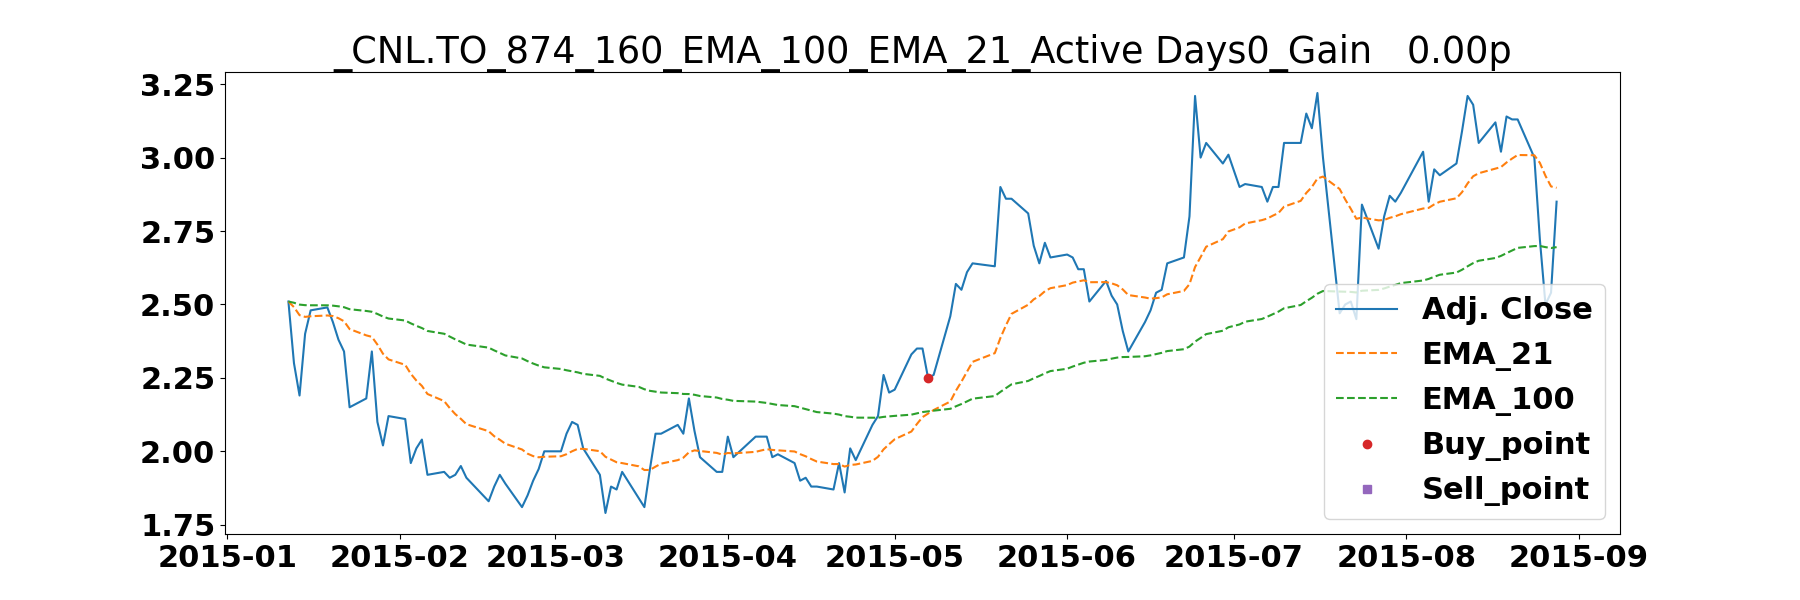 _CNL.TO_874_160_EMA_100_EMA_21_Active Days0_Gain   0.00p
3.25
3.00
2.75
2.50
2.25
2.00
1.75
2015-01 2015-02 2015-03 2015-04 2015-05 2015-06 2015-07 2015-08 2015-09
Adj. Close
EMA_21
EMA_100
Buy_point
Sell_point